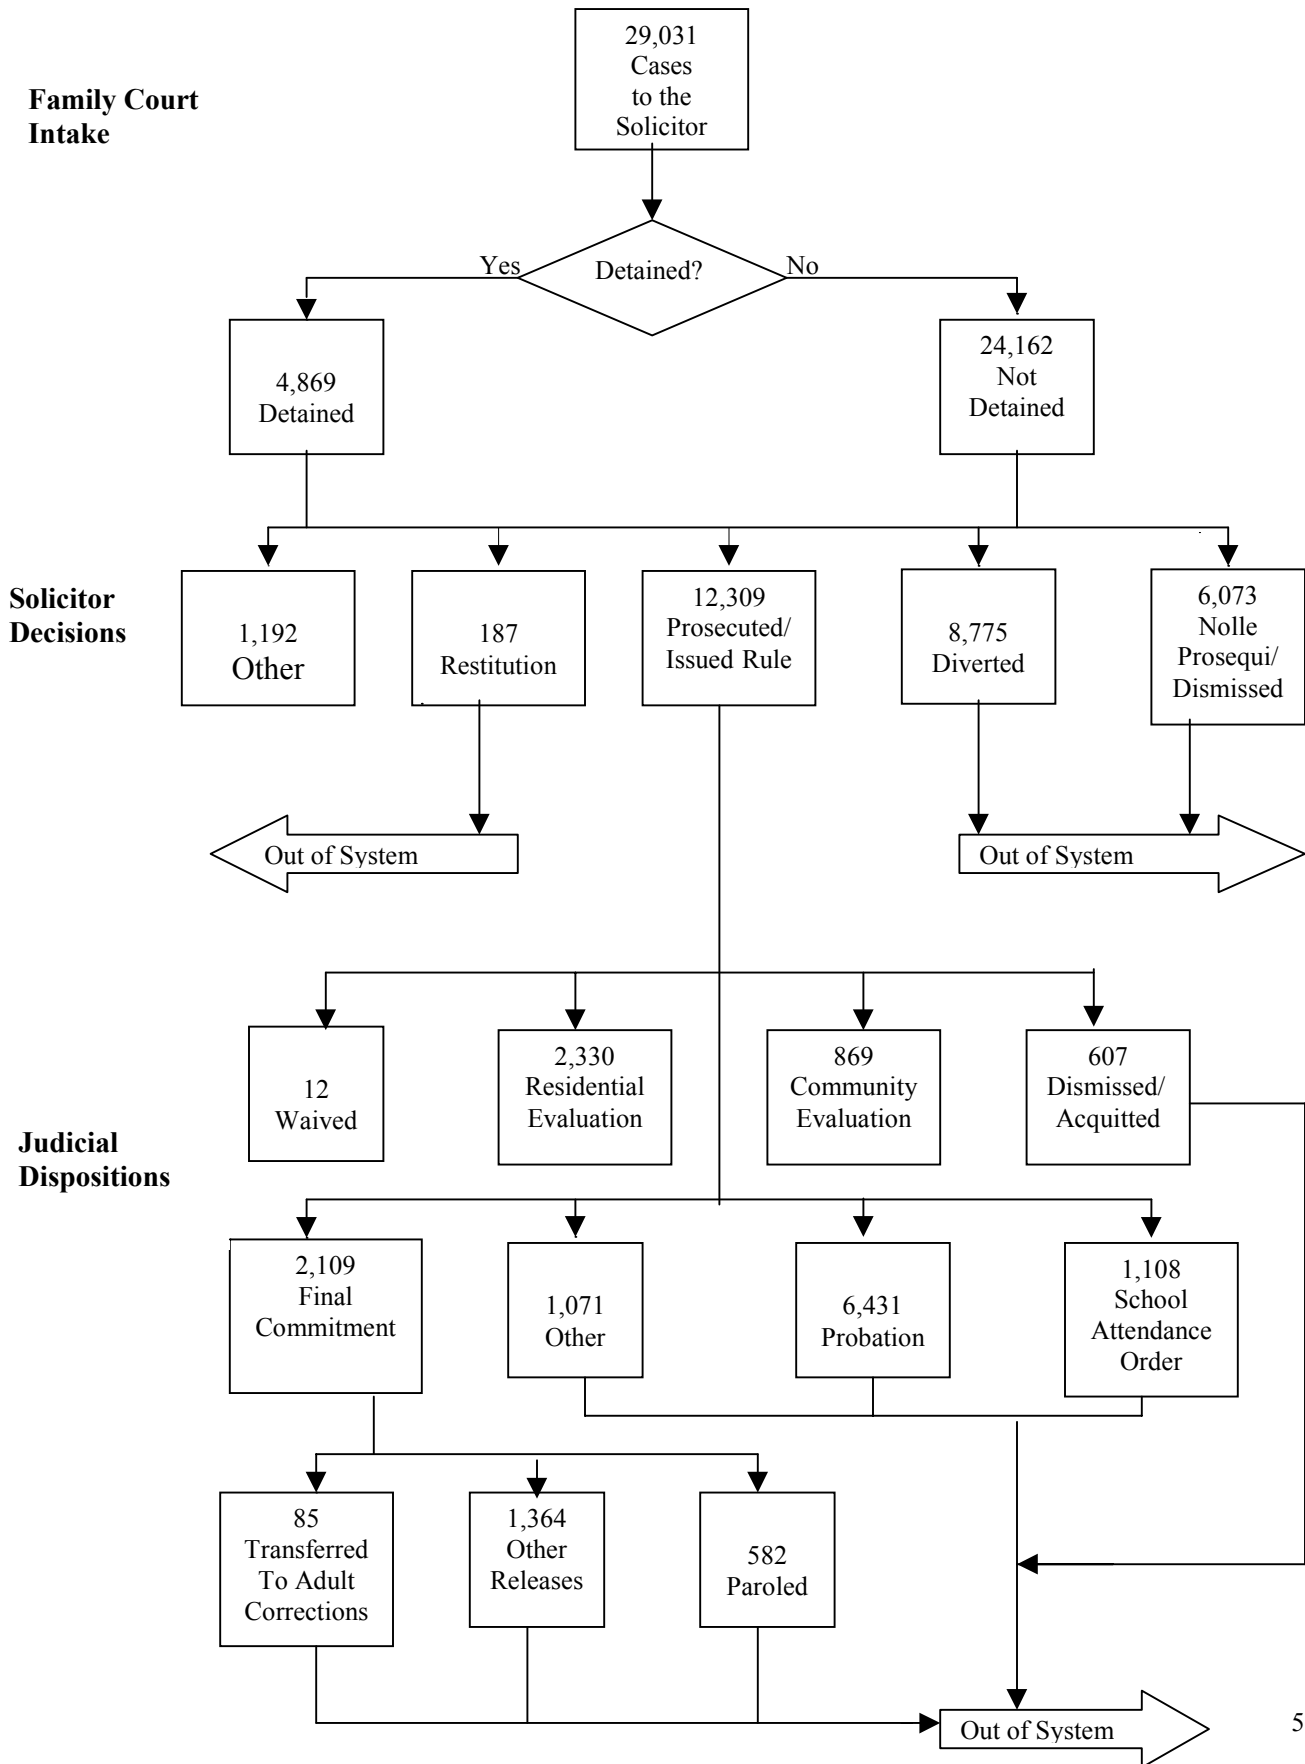 29,031
Cases
to the
Solicitor
Family Court
Intake
Yes
Detained?
No
4,869
Detained
24,162
Not
Detained
Solicitor
Decisions
1,192
Other
187
Restitution
12,309
Prosecuted/
Issued Rule
8,775
Diverted
6,073
Nolle
Prosequi/
Dismissed
Out of System
Out of System
Judicial
Dispositions
12
Waived
2,330
Residential
Evaluation
869
Community
Evaluation
607
Dismissed/
Acquitted
2,109
Final
Commitment
1,071
Other
6,431
Probation
1,108
School
Attendance
Order
85
Transferred
To Adult
Corrections
1,364
Other
Releases
582
Paroled
Out of System
5